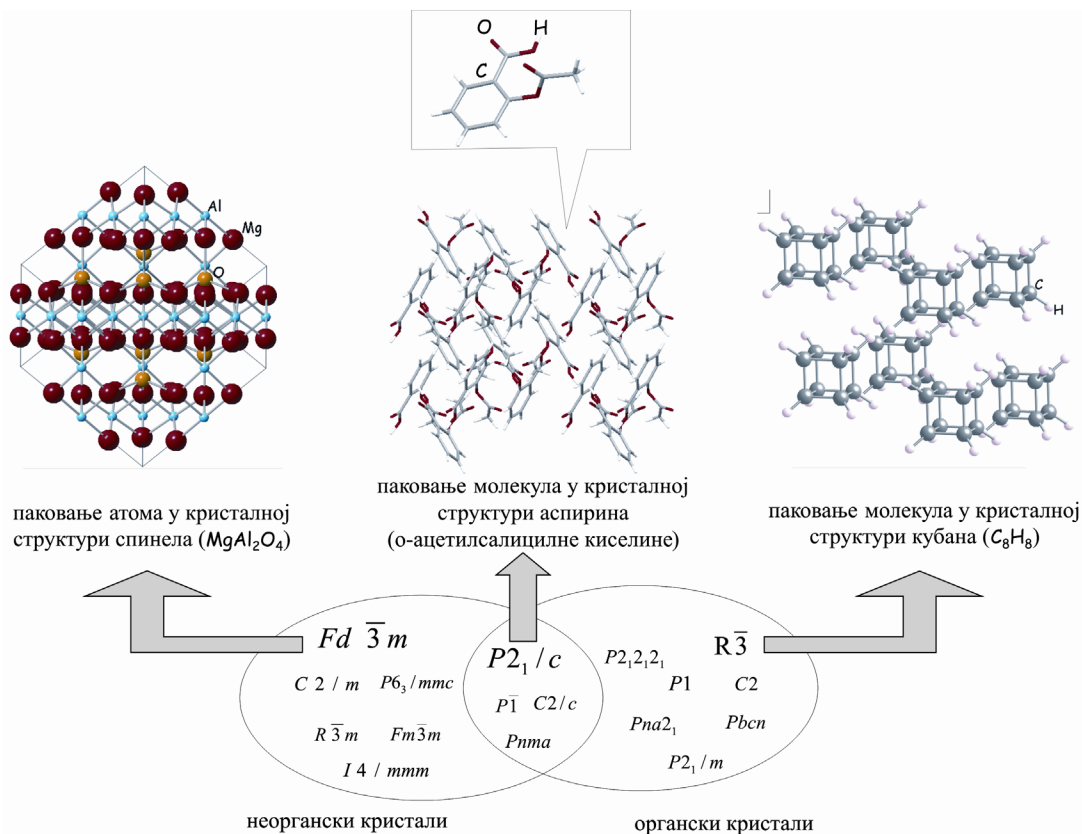 O H
C
Al
Mg
O
C
H
паковање атома у кристалној
структури спинела (MgAl₂O₄)
паковање молекула у кристалној
структури аспирина
(о-ацетилсалицилне киселине)
паковање молекула у кристалној
структури кубана (C₈H₈)
Fd 3̅ m
C 2 / m P6₃ / mmc
R 3̅ m Fm3̅ m
I 4 / mmm
P2₁ / c
P1̅ C2 / c
Pnma
R3̅
P2₁2₁2₁
P1 C2
Pna2₁ Pbcn
P2₁ / m
неоргански кристали
органски кристали